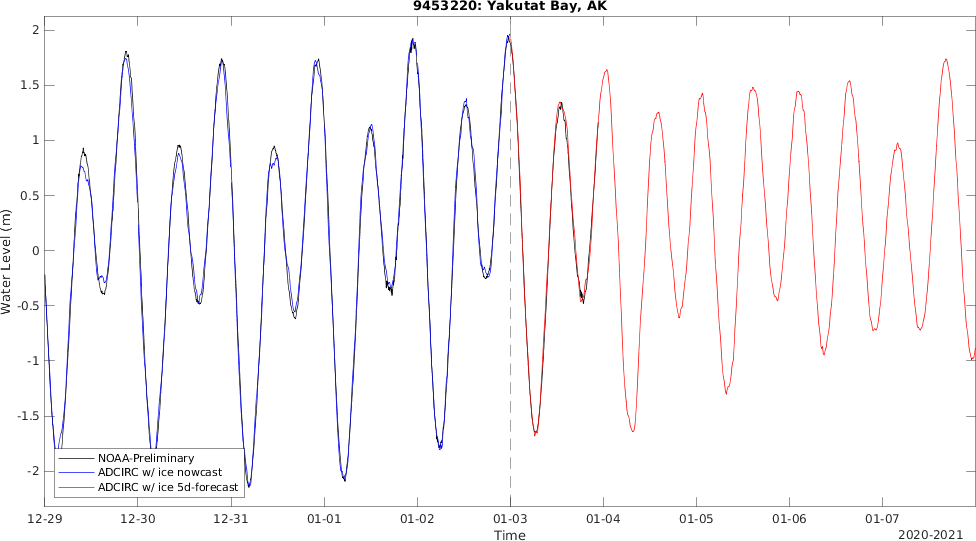 9453220: Yakutat Bay, AK
Water Level (m)
2
1.5
1
0.5
0
-0.5
-1
-1.5
-2
NOAA-Preliminary
ADCIRC w/ ice nowcast
ADCIRC w/ ice 5d-forecast
12-29 12-30 12-31 01-01 01-02 01-03 01-04 01-05 01-06 01-07
Time
2020-2021